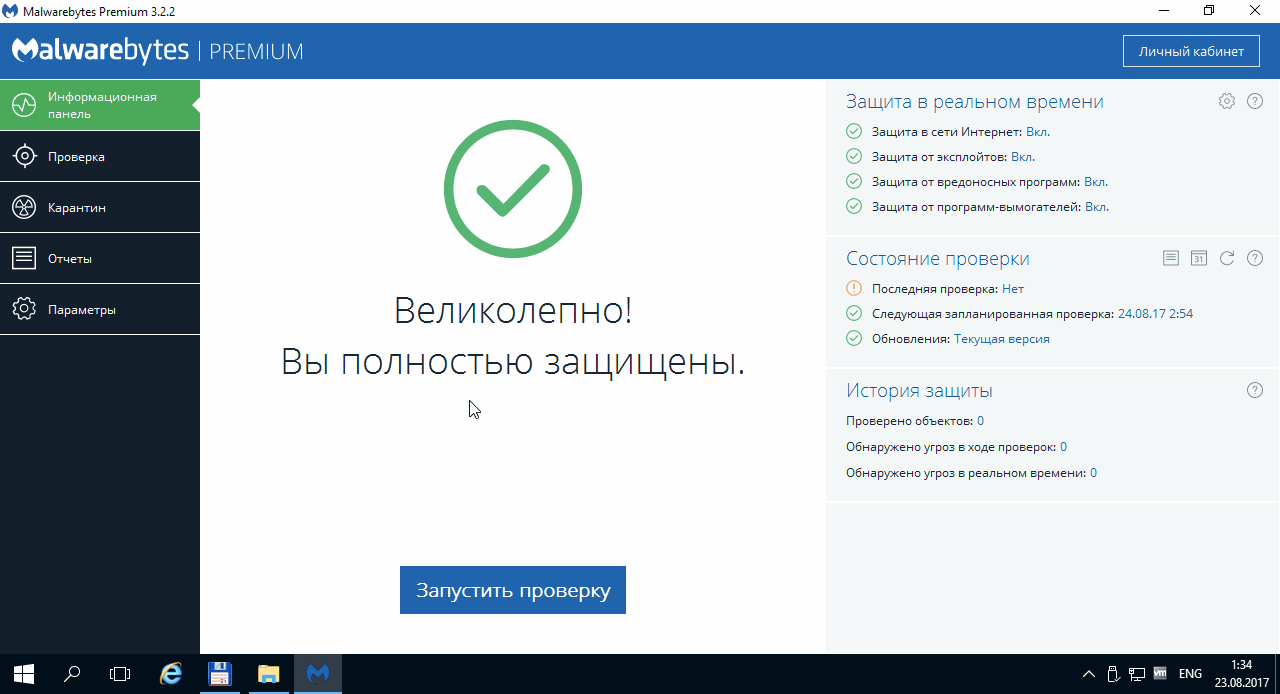 Malwarebytes Premium 3.2.2
Malwarebytes | PREMIUM
Личный кабинет
Информационная
панель
Проверка
Карантин
Отчеты
Параметры
Великолепно!
Вы полностью защищены.
Запустить проверку
Защита в реальном времени
Защита в сети Интернет: Вкл.
Защита от эксплойтов: Вкл.
Защита от вредоносных программ: Вкл.
Защита от программ-вымогателей: Вкл.
Состояние проверки
31
Последняя проверка: Нет
Следующая запланированная проверка: 24.08.17 2:54
Обновления: Текущая версия
История защиты
Проверено объектов: 0
Обнаружено угроз в ходе проверок: 0
Обнаружено угроз в реальном времени: 0
vm
ENG
1:34
23.08.2017